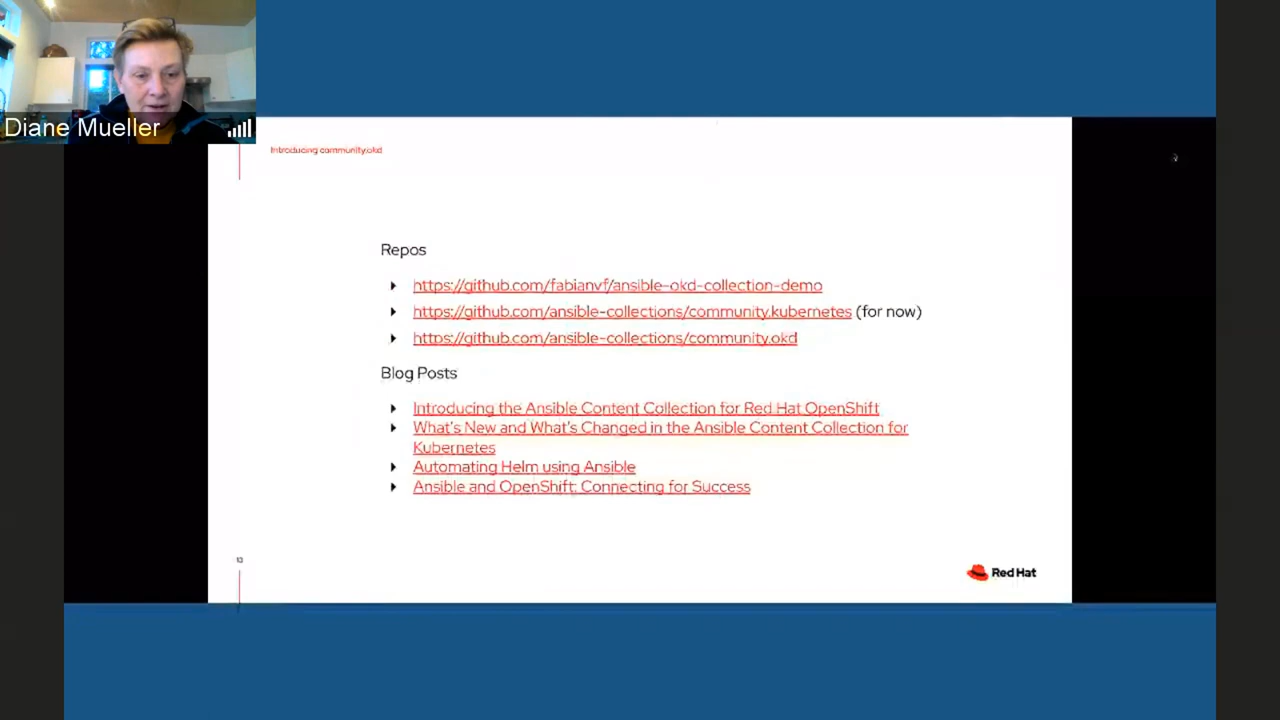 Diane Mueller
Introducing community.okd
Repos
https://github.com/fabianvf/ansible-okd-collection-demo
https://github.com/ansible-collections/community.kubernetes (for now)
https://github.com/ansible-collections/community.okd
Blog Posts
Introducing the Ansible Content Collection for Red Hat OpenShift
What's New and What's Changed in the Ansible Content Collection for
Kubernetes
Automating Helm using Ansible
Ansible and OpenShift: Connecting for Success
13
Red Hat